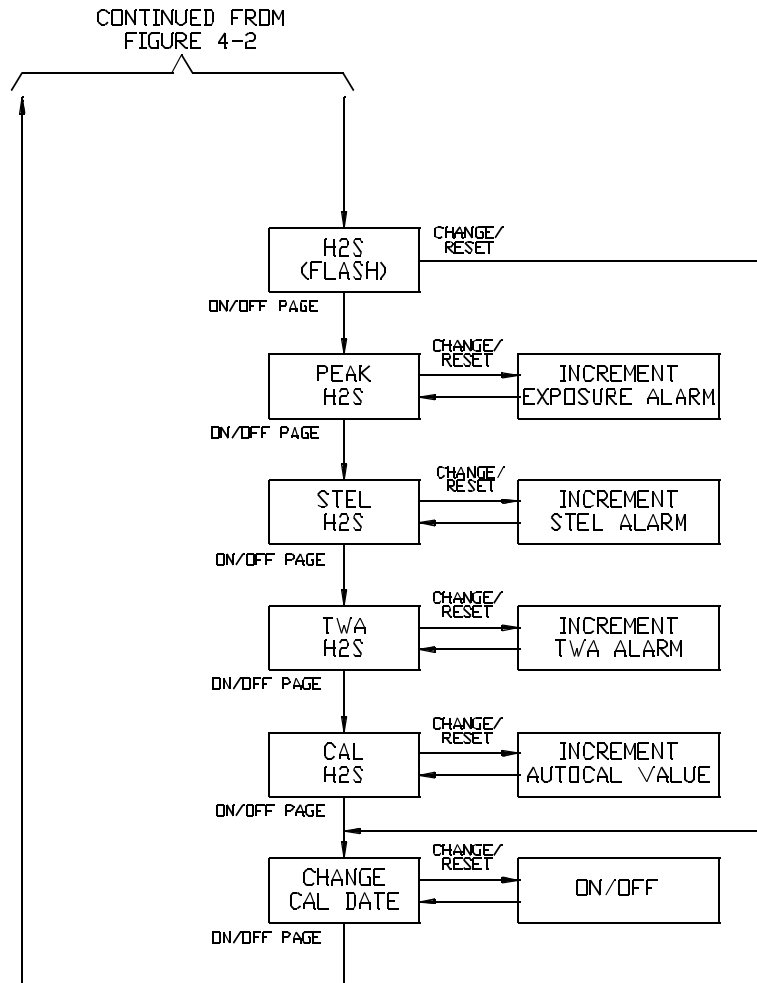 CONTINUED FROM
FIGURE 4-2
H2S
(FLASH)
CHANGE/
RESET
ON/OFF PAGE
PEAK
H2S
CHANGE/
RESET
INCREMENT
EXPOSURE ALARM
ON/OFF PAGE
STEL
H2S
CHANGE/
RESET
INCREMENT
STEL ALARM
ON/OFF PAGE
TWA
H2S
CHANGE/
RESET
INCREMENT
TWA ALARM
ON/OFF PAGE
CAL
H2S
CHANGE/
RESET
INCREMENT
AUTOCAL VALUE
ON/OFF PAGE
CHANGE
CAL DATE
CHANGE/
RESET
ON/OFF
ON/OFF PAGE